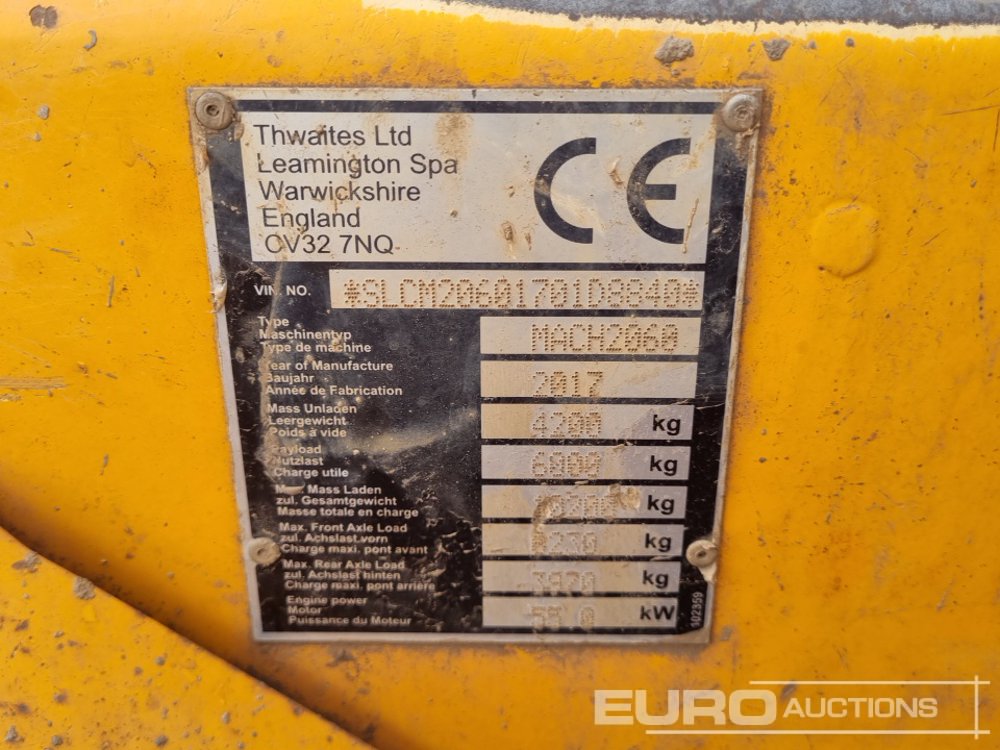 Thwaites Ltd
Leamington Spa
Warwickshire
England
CV32 7NQ
CE
VIN. NO. *SLCM20601701D8840*
Type
Maschinentyp MACH2060
Type de machine
Year of Manufacture
Baujahr 2017
Année de Fabrication
Mass Unladen
Leergewicht 4200 kg
Poids à vide
Payload
Nutzlast 6000 kg
Charge utile
Max. Mass Laden
zul. Gesamtgewicht kg
Masse totale en charge
Max. Front Axle Load
zul. Achslast vorn kg
Charge maxi. pont avant
Max. Rear Axle Load
zul. Achslast hinten 3970 kg
Charge maxi. pont arrière
Engine power
Motor 55.0 kW
Puissance du Moteur
102359
EURO AUCTIONS